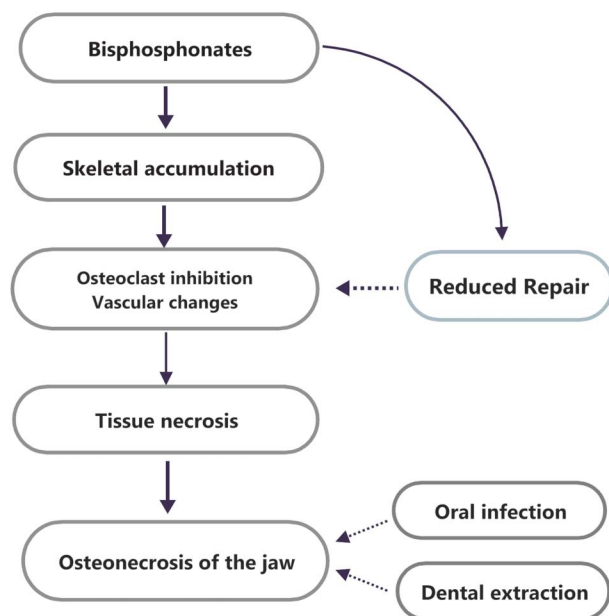 Bisphosphonates
Skeletal accumulation
Osteoclast inhibition
Vascular changes
Reduced Repair
Tissue necrosis
Oral infection
Osteonecrosis of the jaw
Dental extraction